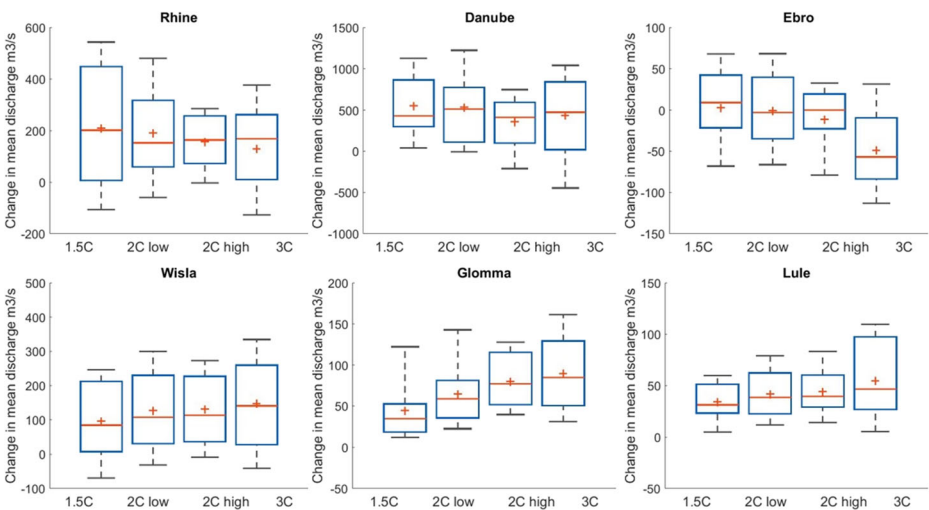 Rhine
Change in mean discharge m3/s
600
400
200
0
-200
1.5C 2C low 2C high 3C
Danube
Change in mean discharge m3/s
1500
1000
500
0
-500
-1000
1.5C 2C low 2C high 3C
Ebro
Change in mean discharge m3/s
100
50
0
-50
-100
-150
1.5C 2C low 2C high 3C
Wisla
Change in mean discharge m3/s
500
400
300
200
100
0
-100
1.5C 2C low 2C high 3C
Glomma
Change in mean discharge m3/s
200
150
100
50
0
-50
1.5C 2C low 2C high 3C
Lule
Change in mean discharge m3/s
150
100
50
0
-50
1.5C 2C low 2C high 3C